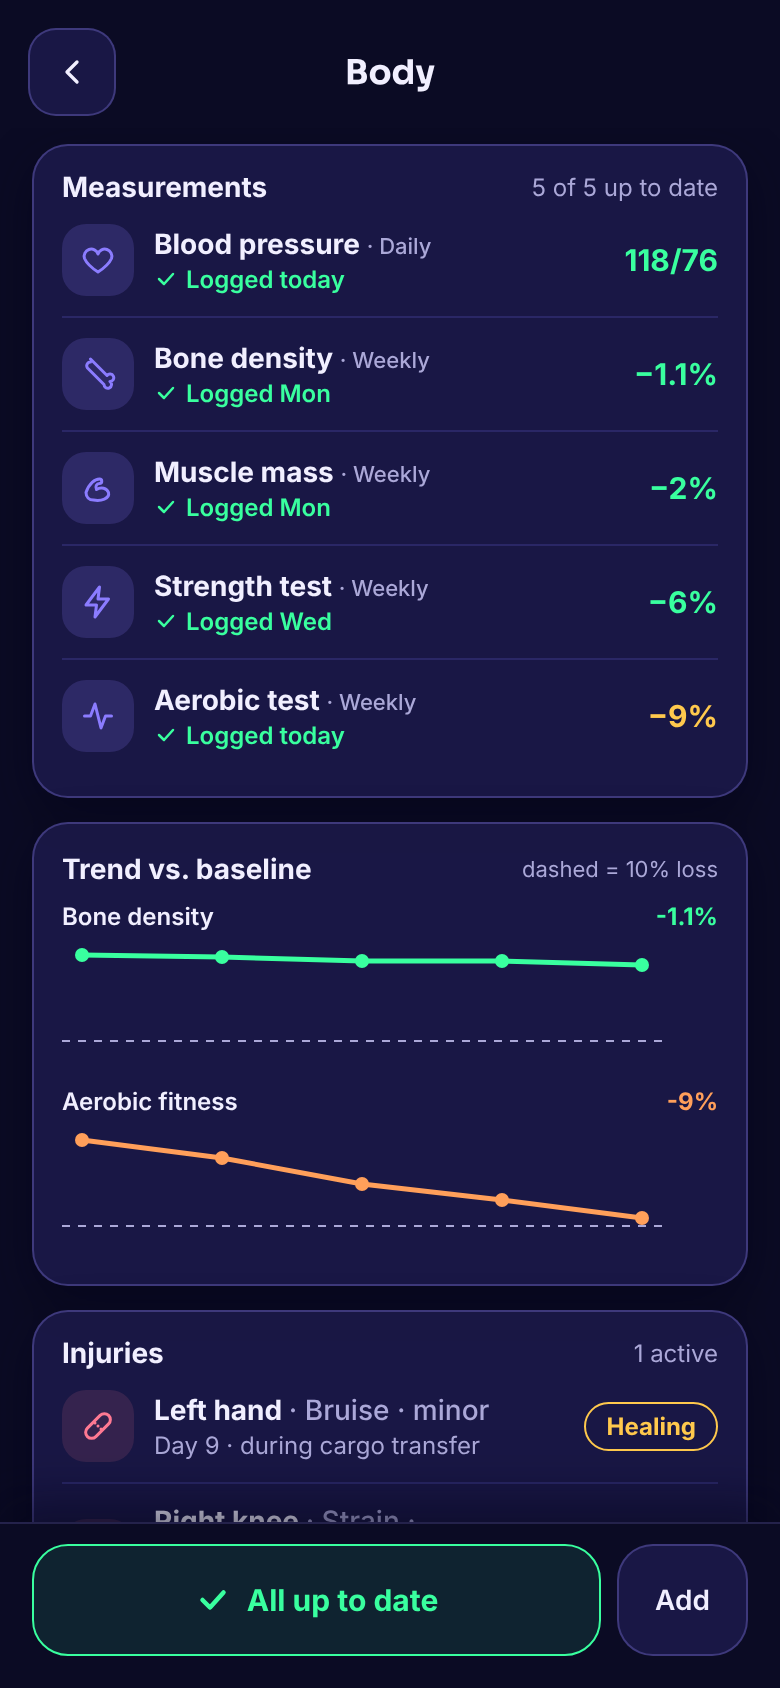 Body
Measurements 5 of 5 up to date
Blood pressure · Daily
Logged today
118/76
Bone density · Weekly
Logged Mon
−1.1%
Muscle mass · Weekly
Logged Mon
−2%
Strength test · Weekly
Logged Wed
−6%
Aerobic test · Weekly
Logged today
−9%
Trend vs. baseline dashed = 10% loss
Bone density -1.1%
Aerobic fitness -9%
Injuries 1 active
Left hand · Bruise · minor
Day 9 · during cargo transfer
Healing
Right knee · Strain ·
All up to date
Add